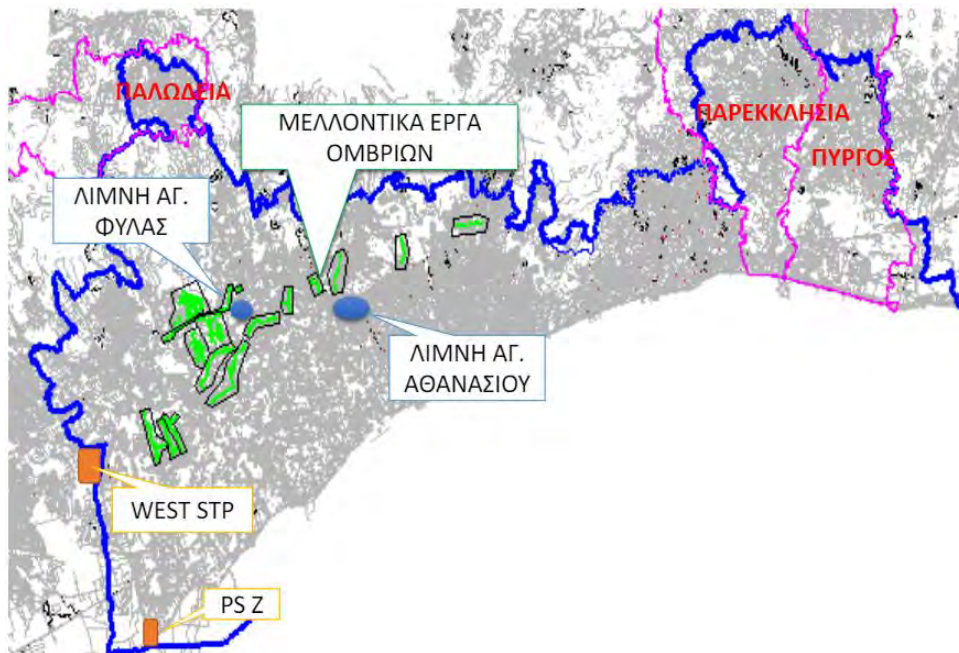 ΠΑΛΩΔΕΙΑ
ΜΕΛΛΟΝΤΙΚΑ ΕΡΓΑ
ΟΜΒΡΙΩΝ
ΠΑΡΕΚΚΛΗΣΙΑ
ΠΥΡΓΟΣ
ΛΙΜΝΗ ΑΓ.
ΦΥΛΑΣ
ΛΙΜΝΗ ΑΓ.
ΑΘΑΝΑΣΙΟΥ
WEST STP
PS Z